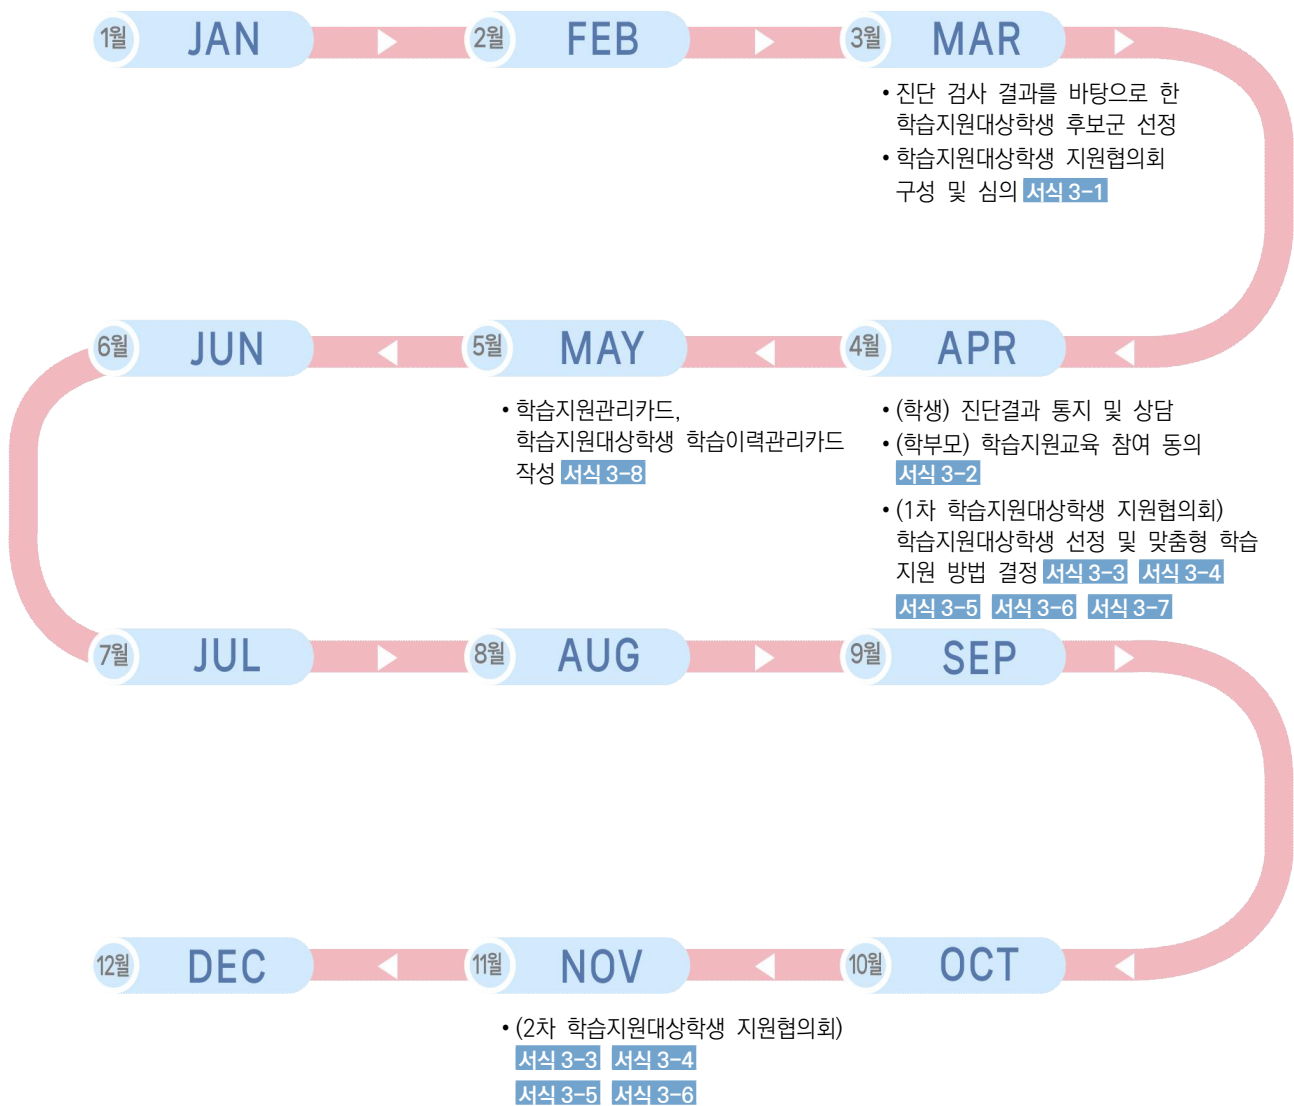 1월 JAN 2월 FEB 3월 MAR
• 진단 검사 결과를 바탕으로 한
학습지원대상학생 후보군 선정
• 학습지원대상학생 지원협의회
구성 및 심의 서식 3-1
6월 JUN 5월 MAY 4월 APR
• 학습지원관리카드,
학습지원대상학생 학습이력관리카드
작성 서식 3-8
• (학생) 진단결과 통지 및 상담
• (학부모) 학습지원교육 참여 동의
서식 3-2
• (1차 학습지원대상학생 지원협의회)
학습지원대상학생 선정 및 맞춤형 학습
지원 방법 결정 서식 3-3 서식 3-4
서식 3-5 서식 3-6 서식 3-7
7월 JUL 8월 AUG 9월 SEP
12월 DEC 11월 NOV 10월 OCT
• (2차 학습지원대상학생 지원협의회)
서식 3-3 서식 3-4
서식 3-5 서식 3-6